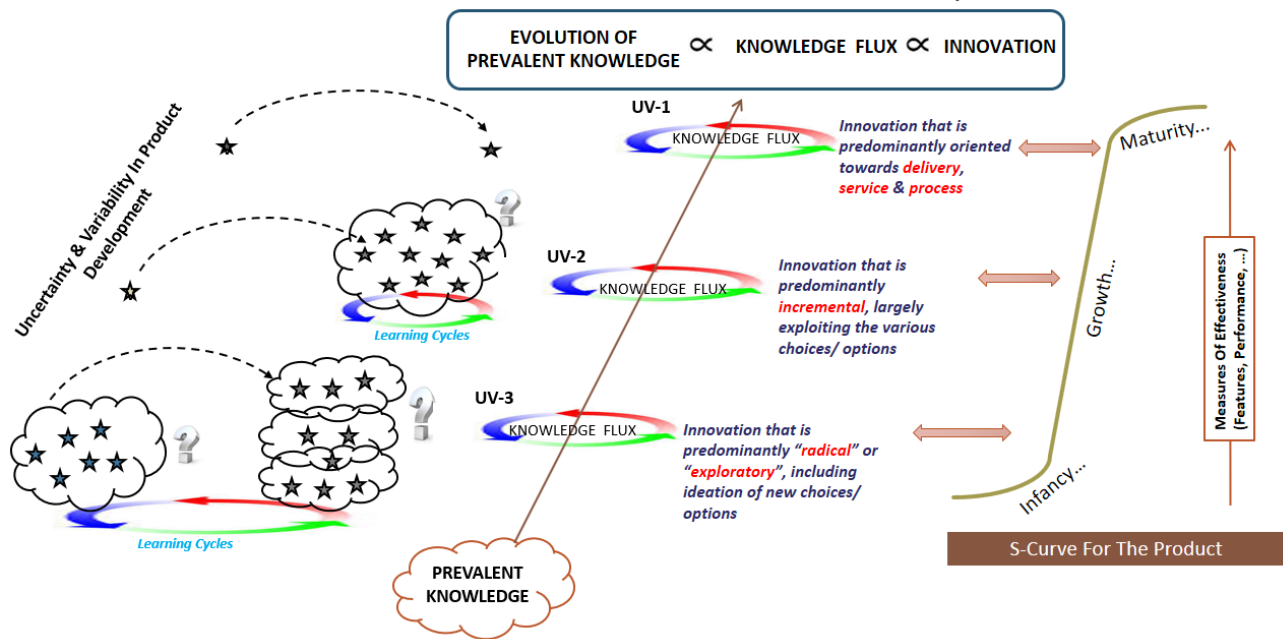 EVOLUTION OF
PREVALENT KNOWLEDGE ∝ KNOWLEDGE FLUX ∝ INNOVATION
Uncertainty & Variability In Product
Development
UV-1
KNOWLEDGE FLUX
Innovation that is
predominantly oriented
towards delivery,
service & process
Maturity...
UV-2
KNOWLEDGE FLUX
Innovation that is
predominantly
incremental, largely
exploiting the various
choices/ options
Growth...
Learning Cycles
UV-3
KNOWLEDGE FLUX
Innovation that is
predominantly “radical” or
“exploratory”, including
ideation of new choices/
options
Infancy...
Learning Cycles
Measures Of Effectiveness
(Features, Performance, ...)
S-Curve For The Product
PREVALENT
KNOWLEDGE